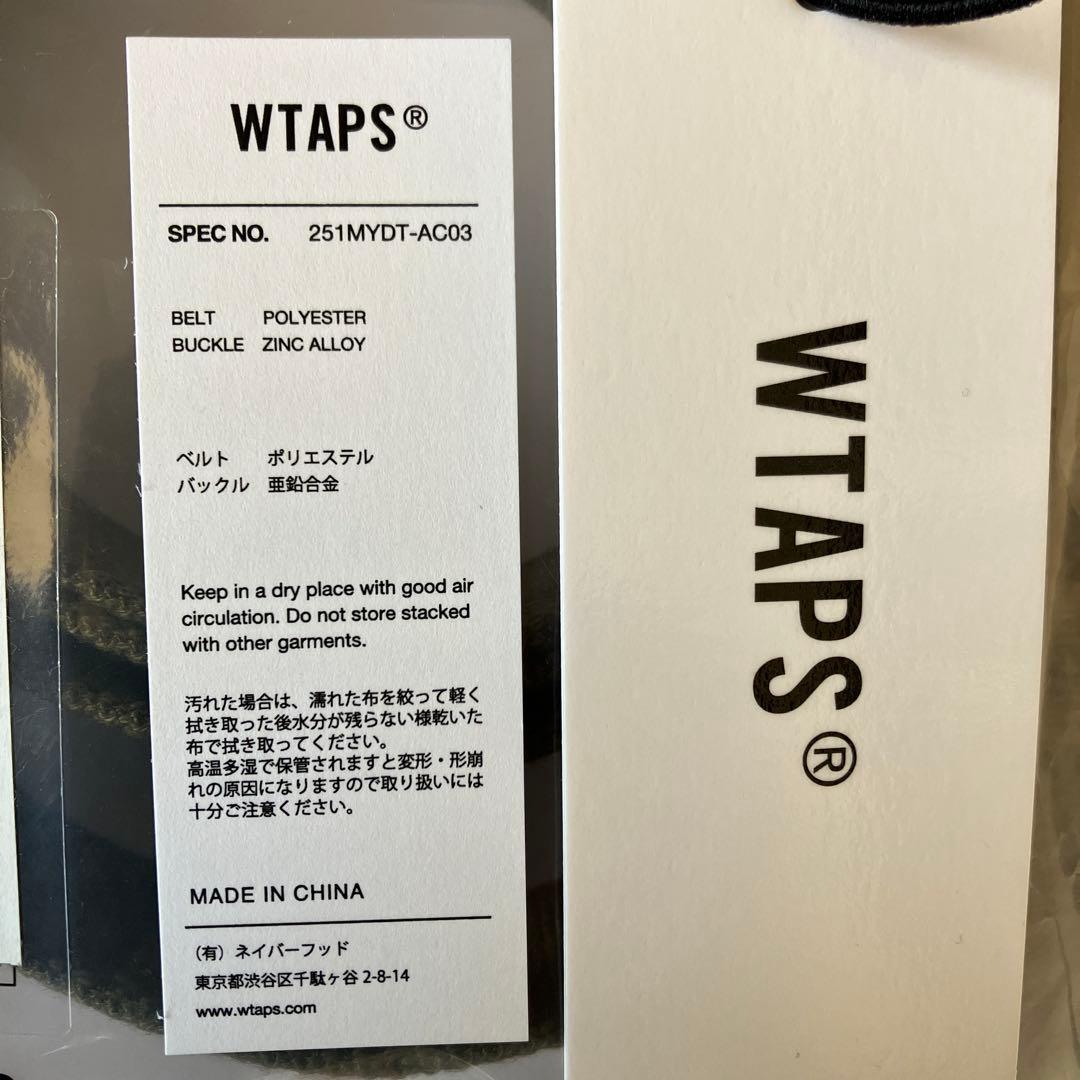 WTAPS®
SPEC NO. 251MYDT-AC03
BELT POLYESTER
BUCKLE ZINC ALLOY
ベルト ポリエステル
バックル 亜鉛合金
Keep in a dry place with good air
circulation. Do not store stacked
with other garments.
汚れた場合は、濡れた布を絞って軽く
拭き取った後水分が残らない様乾いた
布で拭き取ってください。
高温多湿で保管されますと変形・形崩
れの原因になりますので取り扱いには
十分ご注意ください。
MADE IN CHINA
（有）ネイバーフッド
東京都渋谷区千駄ヶ谷 2-8-14
www.wtaps.com
WTAPS®